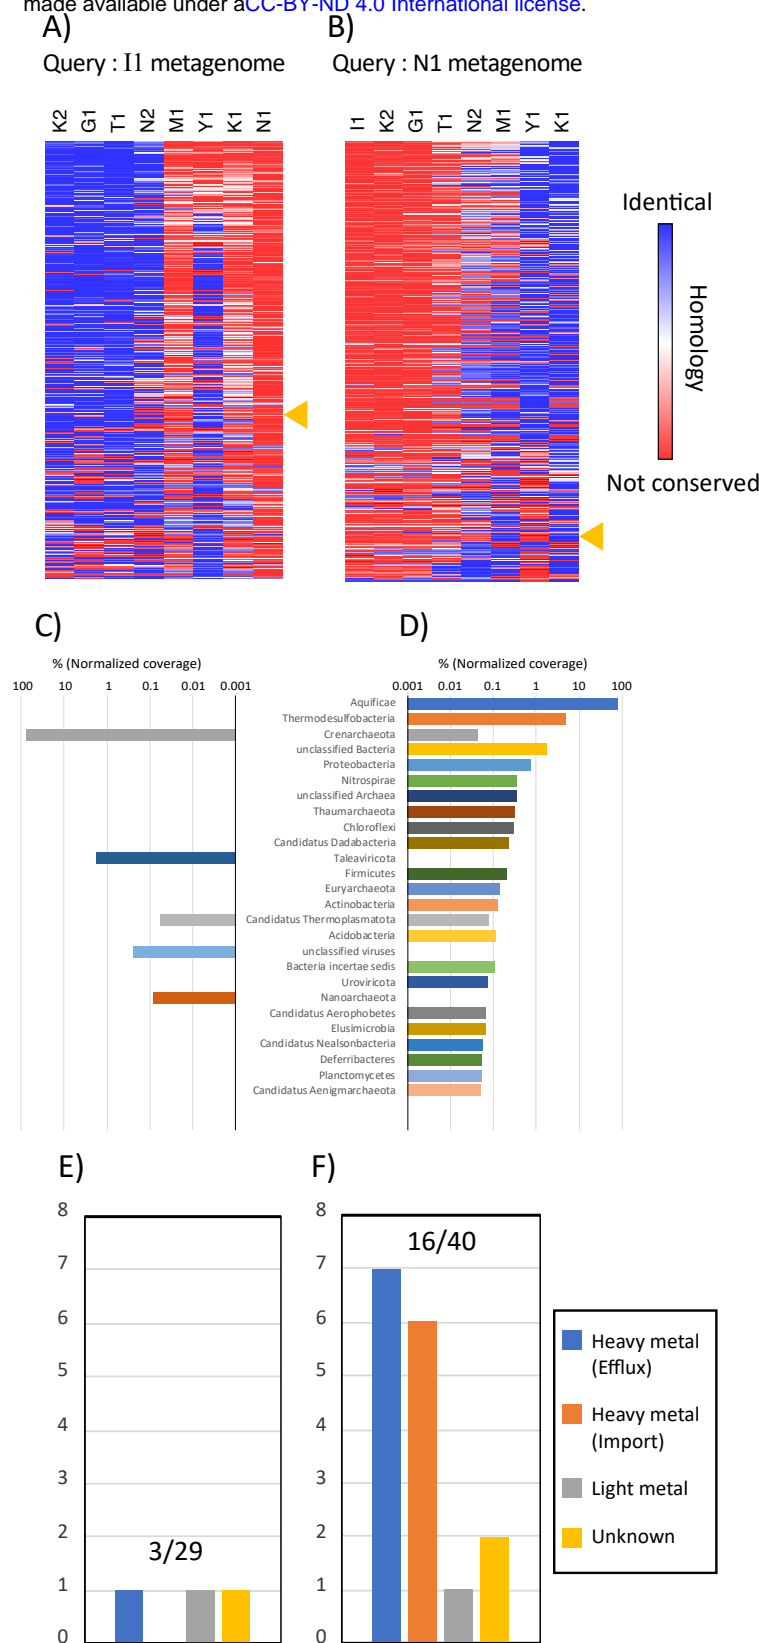 made available under aCC-BY-ND 4.0 International license.
A)
B)
Query : I1 metagenome
Query : N1 metagenome
K2 G1 T1 N2 M1 Y1 K1 N1
I1 K2 G1 T1 N2 M1 Y1 K1
Identical
Homology
Not conserved
C)
D)
% (Normalized coverage)
% (Normalized coverage)
100 10 1 0.1 0.01 0.001
0.001 0.01 0.1 1 10 100
Aquificae
Thermodesulfobacteria
Crenarchaeota
unclassified Bacteria
Proteobacteria
Nitrospirae
unclassified Archaea
Thaumarchaeota
Chloroflexi
Candidatus Dadabacteria
Taleaviricota
Firmicutes
Euryarchaeota
Actinobacteria
Candidatus Thermoplasmatota
Acidobacteria
unclassified viruses
Bacteria incertae sedis
Uroviricota
Nanoarchaeota
Candidatus Aerophobetes
Elusimicrobia
Candidatus Nealsonbacteria
Deferribacteres
Planctomycetes
Candidatus Aenigmarchaeota
E)
F)
8
7
6
5
4
3
2
1
0
3/29
8
7
6
5
4
3
2
1
0
16/40
Heavy metal
(Efflux)
Heavy metal
(Import)
Light metal
Unknown